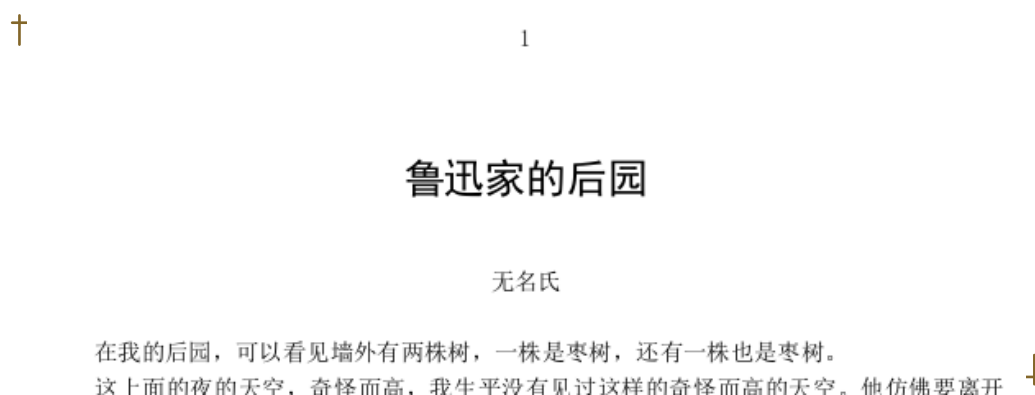 1
鲁迅家的后园
无名氏
在我的后园，可以看见墙外有两株树，一株是枣树，还有一株也是枣树。
这上面的夜的天空，奇怪而高，我生平没有见过这样的奇怪而高的天空。他仿佛要离开